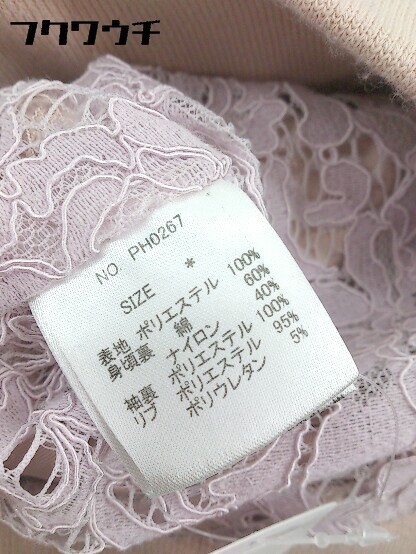 フクワウチ
NO. PH0267
SIZE *
表地 ポリエステル 100%
身頃裏 綿 60%
ナイロン 40%
袖裏 ポリエステル 100%
リブ ポリエステル 95%
ポリウレタン 5%